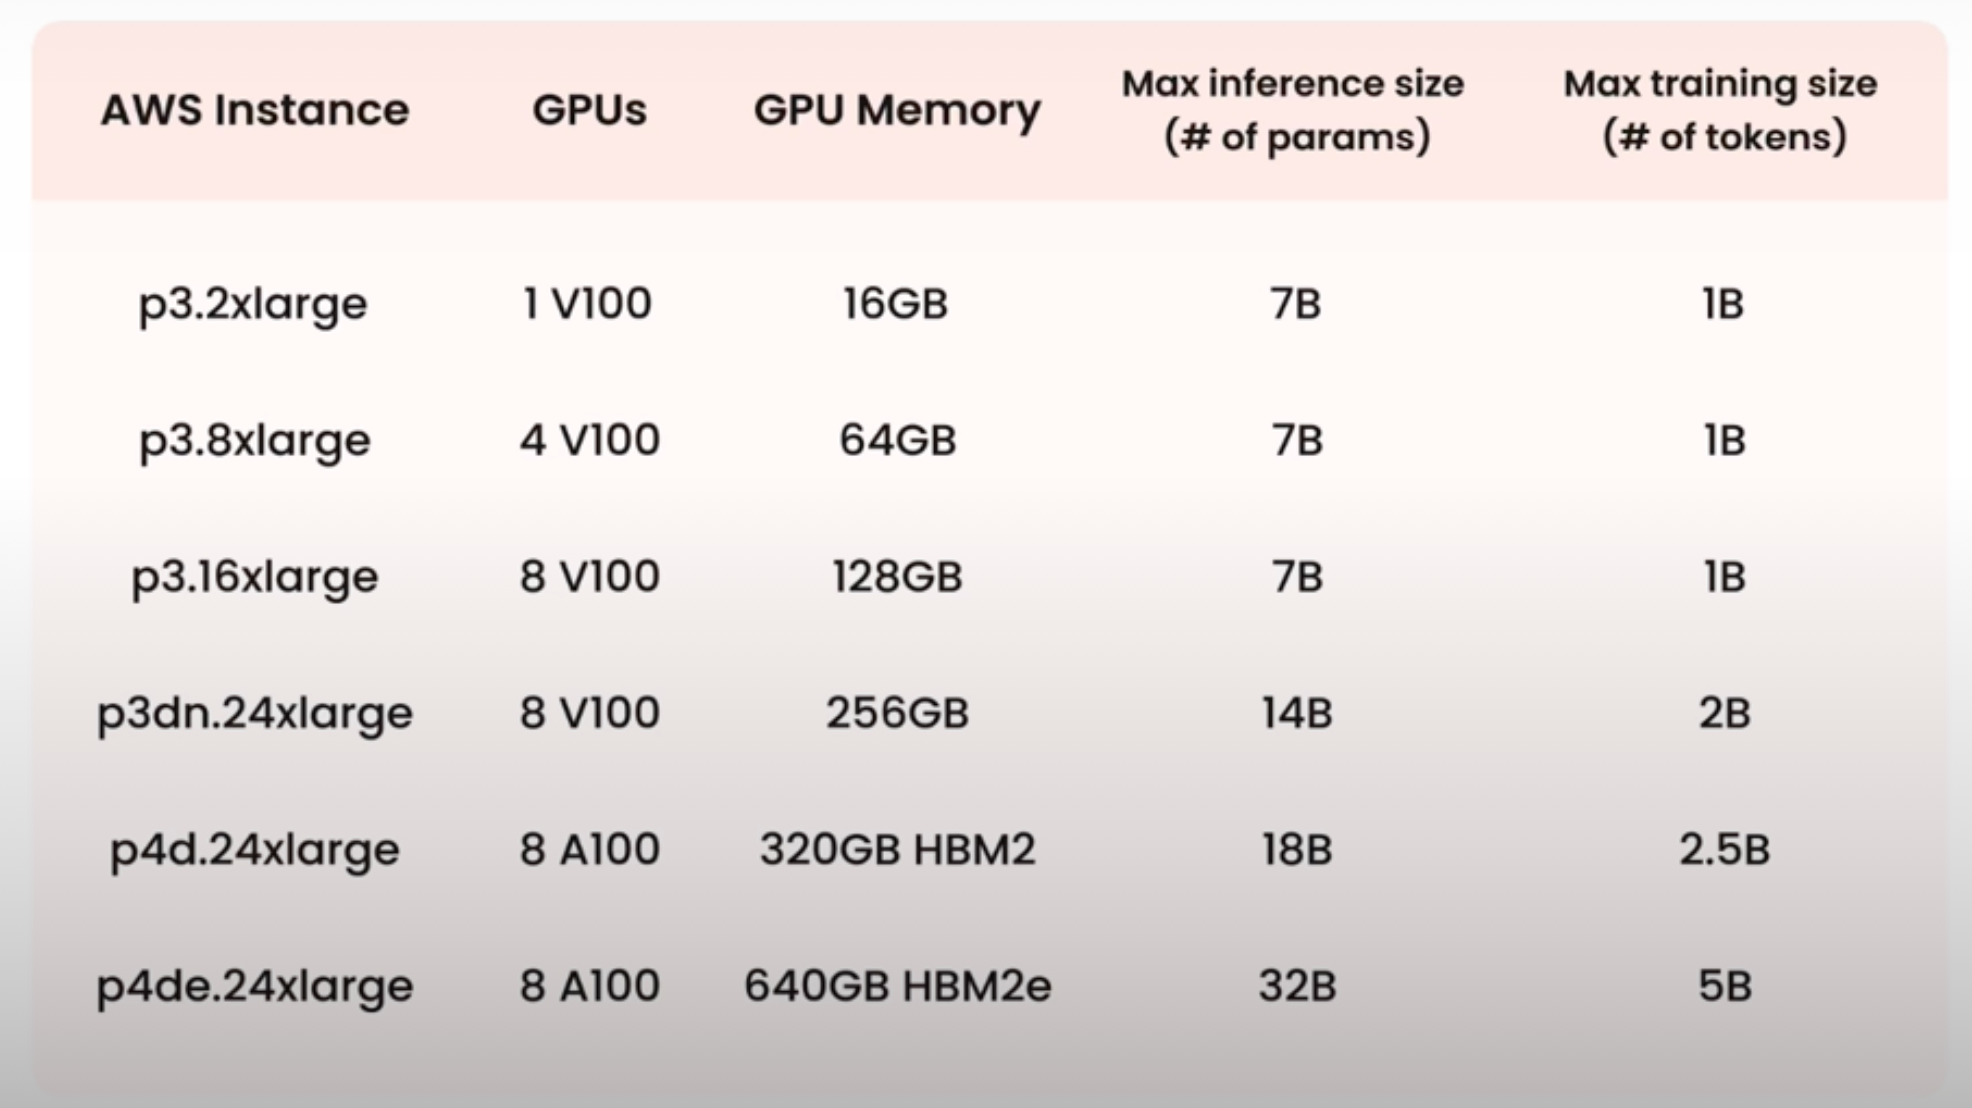 AWS Instance GPUs GPU Memory Max inference size (# of params) Max training size (# of tokens)
p3.2xlarge 1 V100 16GB 7B 1B
p3.8xlarge 4 V100 64GB 7B 1B
p3.16xlarge 8 V100 128GB 7B 1B
p3dn.24xlarge 8 V100 256GB 14B 2B
p4d.24xlarge 8 A100 320GB HBM2 18B 2.5B
p4de.24xlarge 8 A100 640GB HBM2e 32B 5B